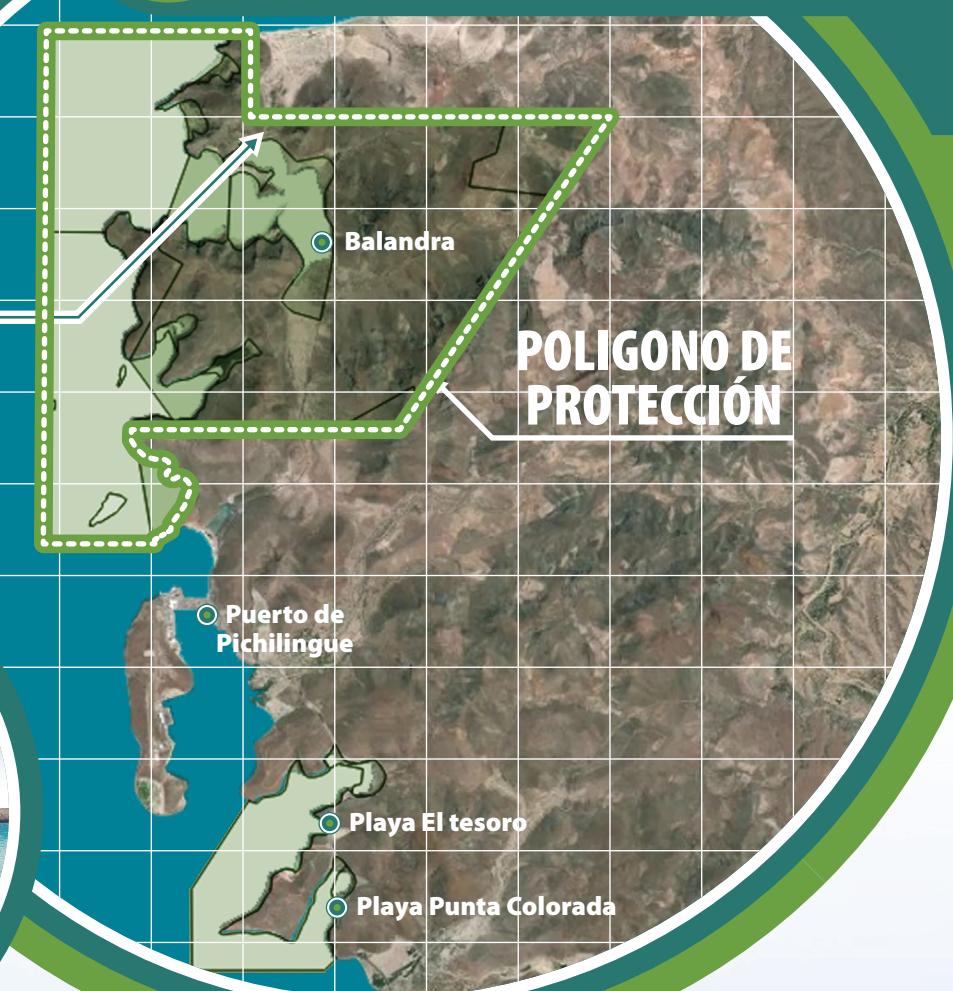 Balandra
POLIGONO DE
PROTECCIÓN
Puerto de
Pichilingue
Playa El tesoro
Playa Punta Colorada